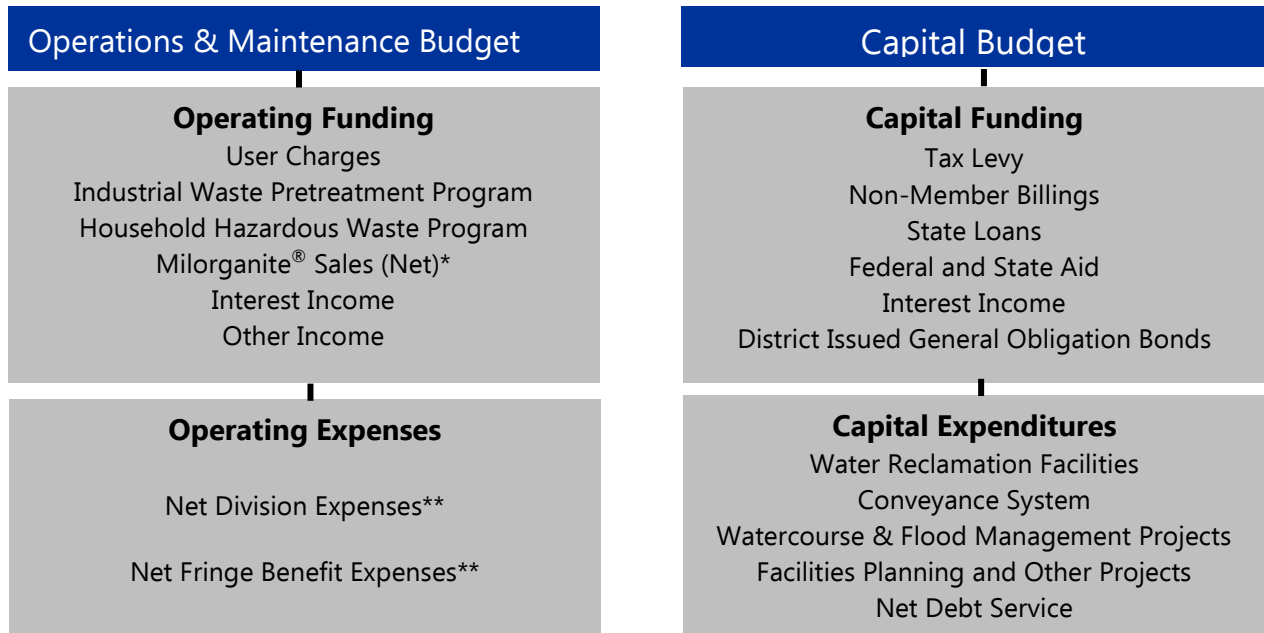 Operations & Maintenance Budget
Operating Funding
User Charges
Industrial Waste Pretreatment Program
Household Hazardous Waste Program
Milorganite® Sales (Net)*
Interest Income
Other Income
Operating Expenses
Net Division Expenses**
Net Fringe Benefit Expenses**
Capital Budget
Capital Funding
Tax Levy
Non-Member Billings
State Loans
Federal and State Aid
Interest Income
District Issued General Obligation Bonds
Capital Expenditures
Water Reclamation Facilities
Conveyance System
Watercourse & Flood Management Projects
Facilities Planning and Other Projects
Net Debt Service